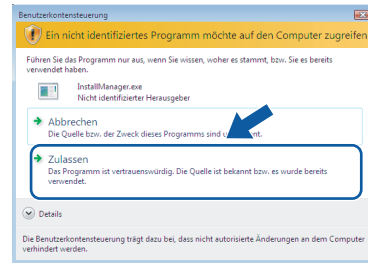 Benutzerkontensteuerung
Ein nicht identifiziertes Programm möchte auf den Computer zugreifen
Führen Sie das Programm nur aus, wenn Sie wissen, woher es stammt, bzw. Sie es bereits
verwendet haben.
InstallManager.exe
Nicht identifizierter Herausgeber
Abbrechen
Die Quelle bzw. der Zweck dieses Programms sind
Zulassen
Das Programm ist vertrauenswürdig. Die Quelle ist bekannt bzw. es wurde bereits
verwendet.
Details
Die Benutzerkontensteuerung trägt dazu bei, dass nicht autorisierte Änderungen an dem Computer
verhindert werden.